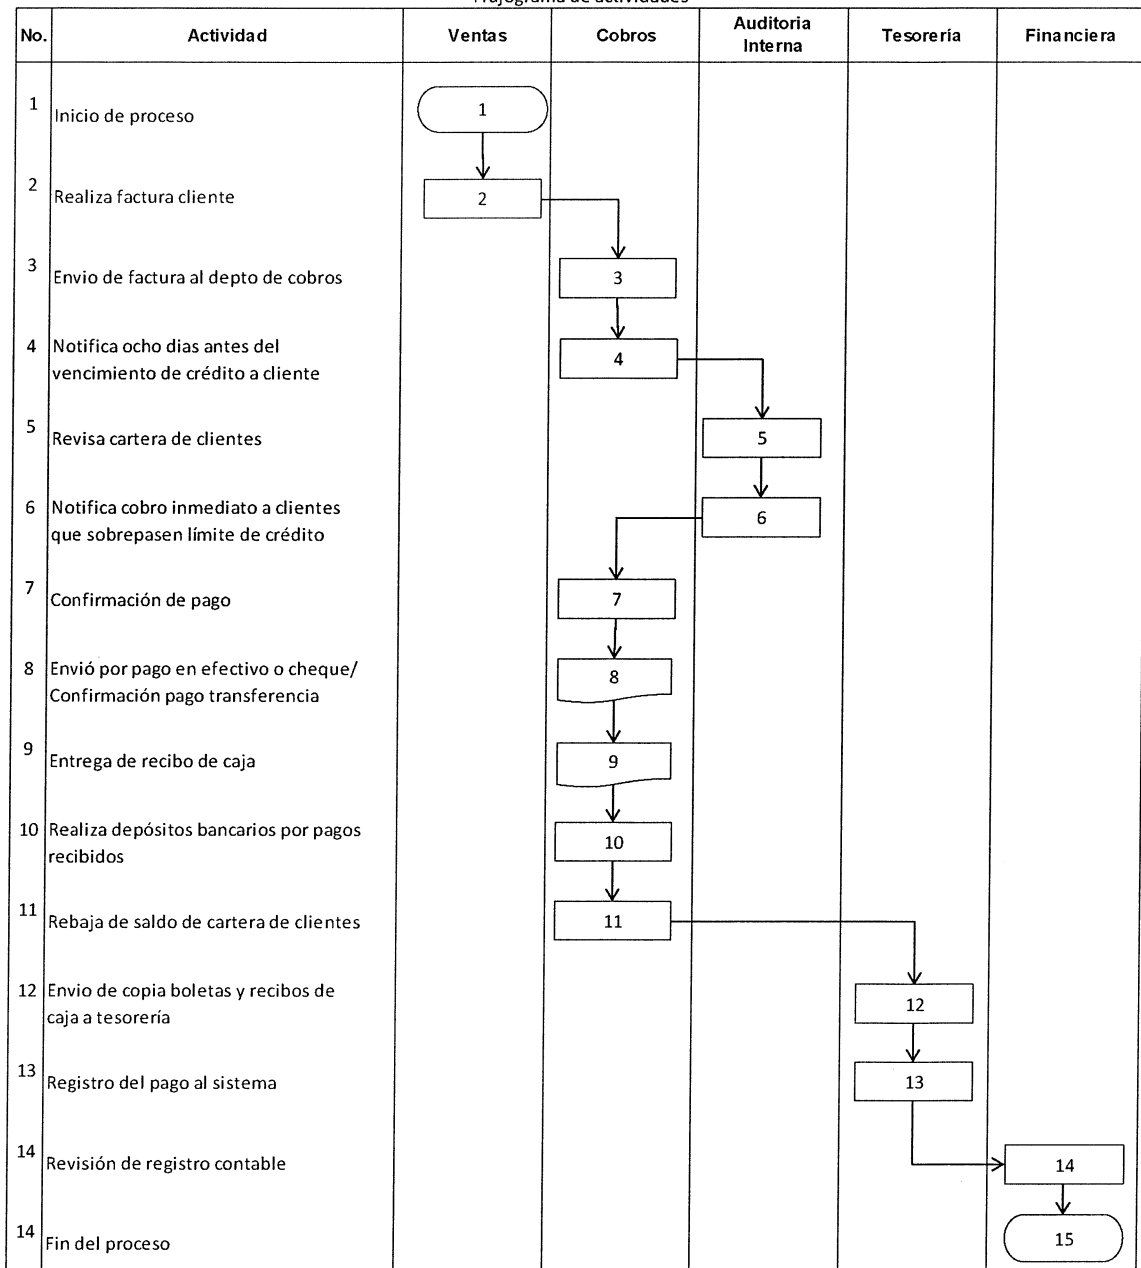 Flujograma de actividades
No. Actividad Ventas Cobros Auditoria Interna Tesorería Financiera
1 Inicio de proceso 1
2 Realiza factura cliente 2
3 Envio de factura al depto de cobros 3
4 Notifica ocho dias antes del
vencimiento de crédito a cliente 4
5 Revisa cartera de clientes 5
6 Notifica cobro inmediato a clientes
que sobrepasen límite de crédito 6
7 Confirmación de pago 7
8 Envió por pago en efectivo o cheque/
Confirmación pago transferencia 8
9 Entrega de recibo de caja 9
10 Realiza depósitos bancarios por pagos
recibidos 10
11 Rebaja de saldo de cartera de clientes 11
12 Envio de copia boletas y recibos de
caja a tesorería 12
13 Registro del pago al sistema 13
14 Revisión de registro contable 14
14 Fin del proceso 15